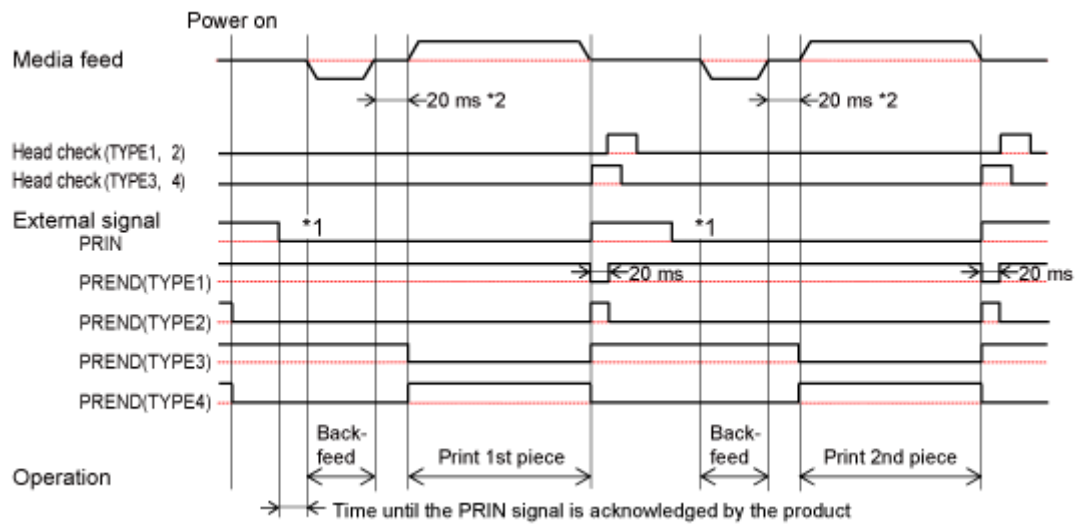 Power on
Media feed
20 ms *2
20 ms *2
Head check (TYPE1, 2)
Head check (TYPE3, 4)
External signal
*1
*1
PRIN
PREND(TYPE1)
20 ms
20 ms
PREND(TYPE2)
PREND(TYPE3)
PREND(TYPE4)
Back-
feed
Print 1st piece
Back-
feed
Print 2nd piece
Operation
Time until the PRIN signal is acknowledged by the product